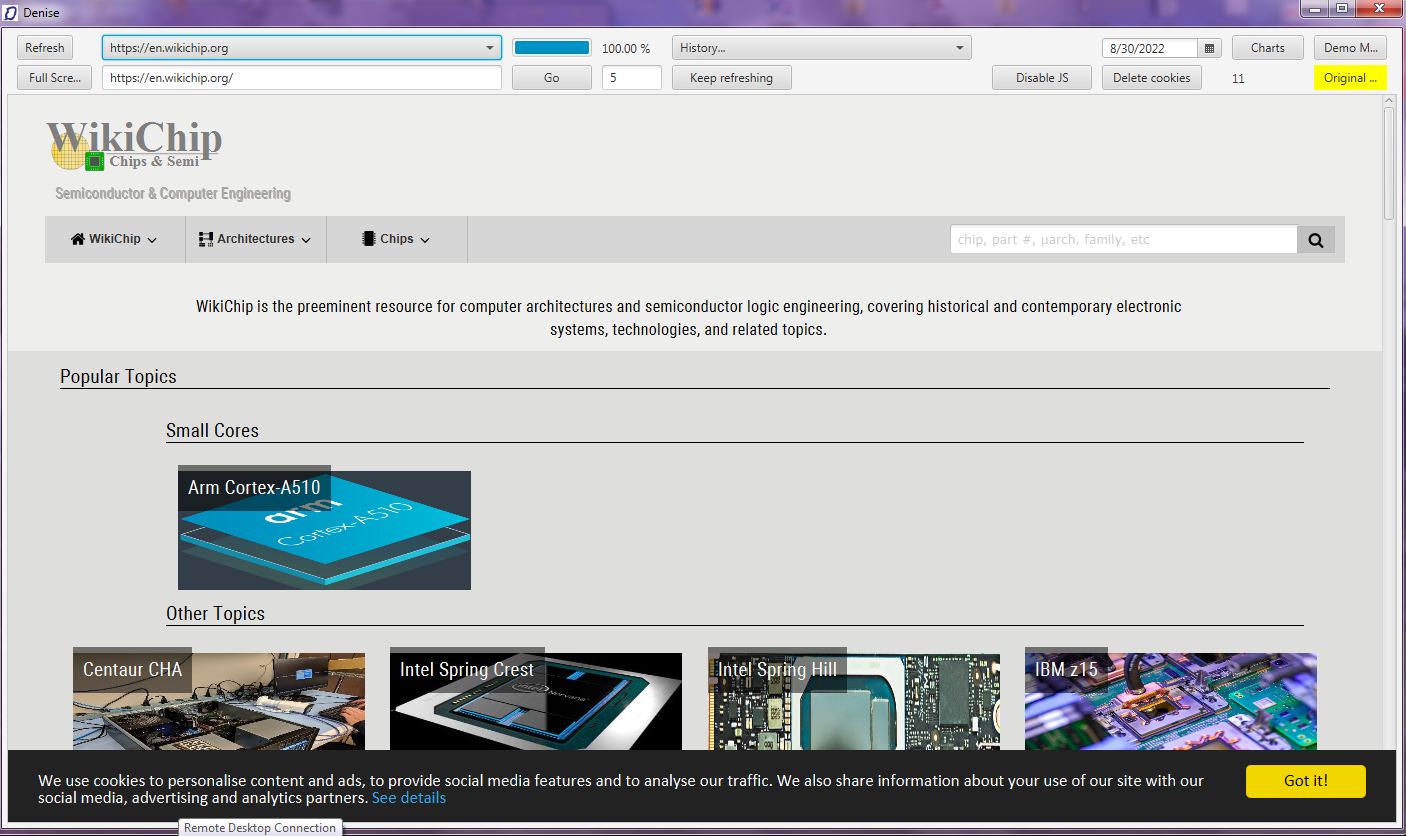 Denise
Refresh
https://en.wikichip.org
100.00 %
History...
8/30/2022
Charts
Demo M...
Full Scre...
https://en.wikichip.org/
Go
5
Keep refreshing
Disable JS
Delete cookies
11
Original ...
WikiChip
Chips & Semi
Semiconductor & Computer Engineering
WikiChip
Architectures
Chips
chip, part #, µarch, family, etc
WikiChip is the preeminent resource for computer architectures and semiconductor logic engineering, covering historical and contemporary electronic
systems, technologies, and related topics.
Popular Topics
Small Cores
Arm Cortex-A510
arm
Cortex-A510
Other Topics
Centaur CHA
Intel Spring Crest
Intel Spring Hill
IBM z15
We use cookies to personalise content and ads, to provide social media features and to analyse our traffic. We also share information about your use of our site with our
social media, advertising and analytics partners. See details
Got it!
Remote Desktop Connection